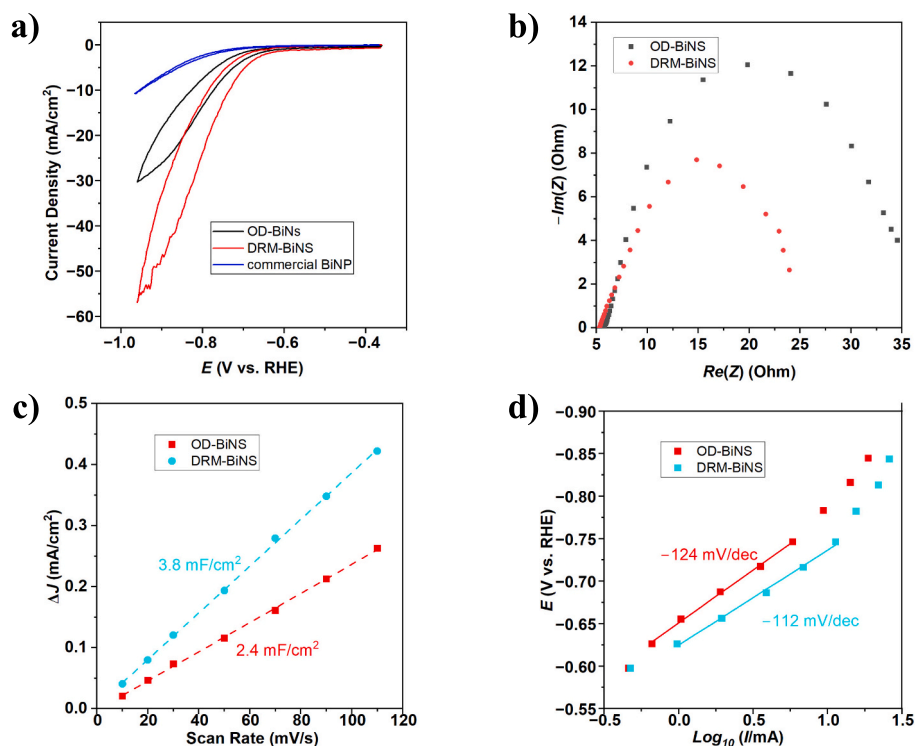 a)
0
−10
−20
−30
−40
−50
−60
Current Density (mA/cm²)
−1.0
−0.8
−0.6
−0.4
E (V vs. RHE)
OD-BiNs
DRM-BiNS
commercial BiNP
b)
14
12
10
8
6
4
2
0
−Im(Z) (Ohm)
5
10
15
20
25
30
35
Re(Z) (Ohm)
OD-BiNS
DRM-BiNS
c)
0.5
0.4
0.3
0.2
0.1
0.0
ΔJ (mA/cm²)
0
20
40
60
80
100
120
Scan Rate (mV/s)
OD-BiNS
DRM-BiNS
3.8 mF/cm²
2.4 mF/cm²
d)
−0.90
−0.85
−0.80
−0.75
−0.70
−0.65
−0.60
−0.55
E (V vs. RHE)
−0.5
0.0
0.5
1.0
1.5
Log₁₀ (I/mA)
OD-BiNS
DRM-BiNS
−124 mV/dec
−112 mV/dec